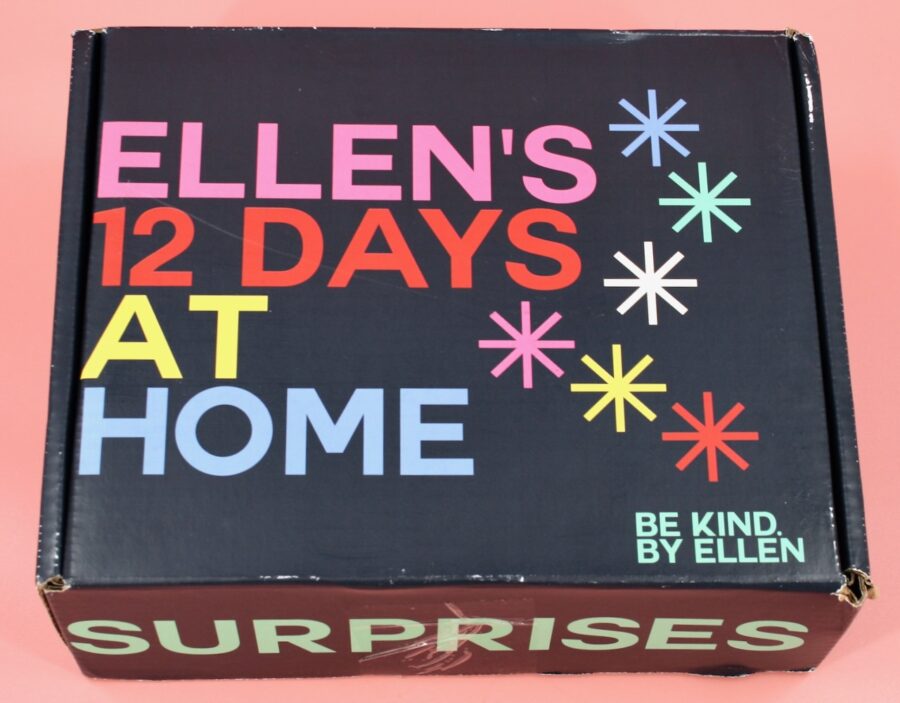 ELLEN'S
12 DAYS
AT
HOME
BE KIND.
BY ELLEN
SURPRISES